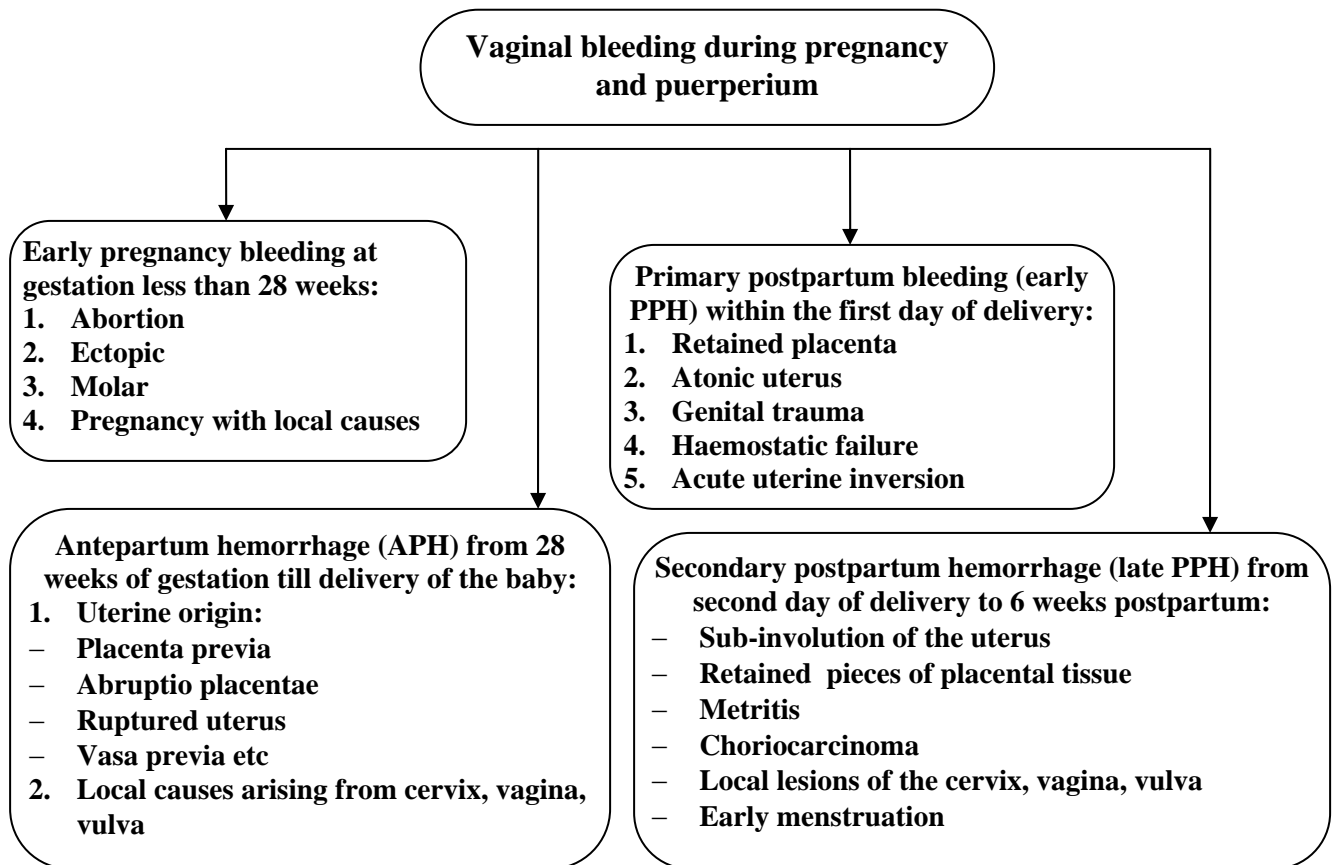 Vaginal bleeding during pregnancy
and puerperium
Early pregnancy bleeding at
gestation less than 28 weeks:
1. Abortion
2. Ectopic
3. Molar
4. Pregnancy with local causes
Primary postpartum bleeding (early
PPH) within the first day of delivery:
1. Retained placenta
2. Atonic uterus
3. Genital trauma
4. Haemostatic failure
5. Acute uterine inversion
Antepartum hemorrhage (APH) from 28
weeks of gestation till delivery of the baby:
1. Uterine origin:
– Placenta previa
– Abruptio placentae
– Ruptured uterus
– Vasa previa etc
2. Local causes arising from cervix, vagina,
vulva
Secondary postpartum hemorrhage (late PPH) from
second day of delivery to 6 weeks postpartum:
– Sub-involution of the uterus
– Retained pieces of placental tissue
– Metritis
– Choriocarcinoma
– Local lesions of the cervix, vagina, vulva
– Early menstruation